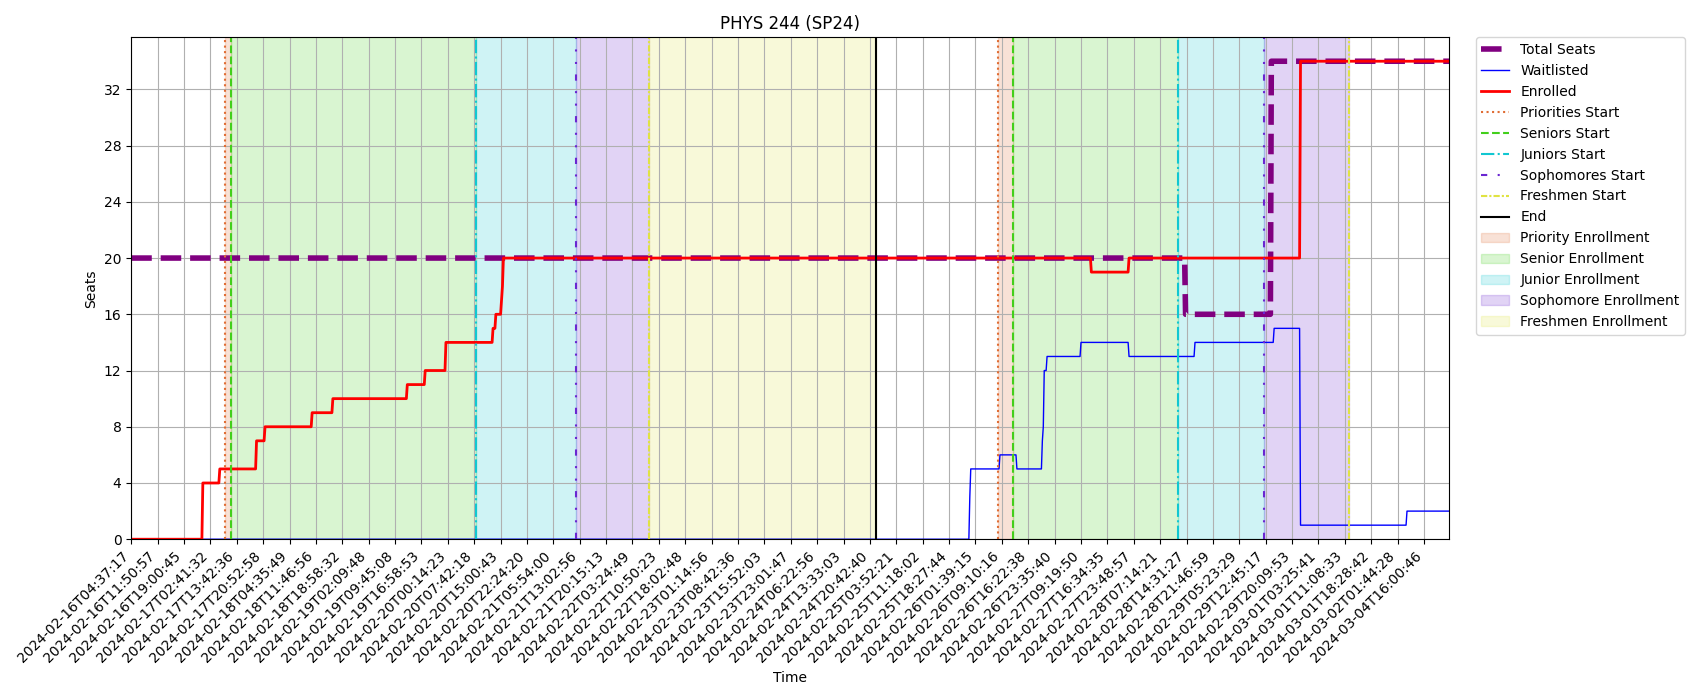 PHYS 244 (SP24)
Seats
32
28
24
20
16
12
8
4
0
2024-02-16T04:37:17
2024-02-16T11:50:57
2024-02-16T19:00:45
2024-02-17T02:41:32
2024-02-17T13:42:36
2024-02-17T20:52:58
2024-02-18T04:35:49
2024-02-18T11:46:56
2024-02-18T18:58:32
2024-02-19T02:09:48
2024-02-19T09:45:08
2024-02-19T16:58:53
2024-02-20T00:14:23
2024-02-20T07:42:18
2024-02-20T15:00:43
2024-02-20T22:24:20
2024-02-21T05:54:00
2024-02-21T13:02:56
2024-02-21T20:15:13
2024-02-22T03:24:49
2024-02-22T10:50:23
2024-02-22T18:02:48
2024-02-23T01:14:56
2024-02-23T08:42:36
2024-02-23T15:52:03
2024-02-23T23:01:47
2024-02-24T06:22:56
2024-02-24T13:33:03
2024-02-24T20:42:40
2024-02-25T03:52:21
2024-02-25T11:18:02
2024-02-25T18:27:44
2024-02-26T01:39:15
2024-02-26T09:10:16
2024-02-26T16:22:38
2024-02-26T23:35:40
2024-02-27T09:19:50
2024-02-27T16:34:35
2024-02-27T23:48:57
2024-02-28T07:14:21
2024-02-28T14:31:27
2024-02-28T21:46:59
2024-02-29T05:23:29
2024-02-29T12:45:17
2024-02-29T20:09:53
2024-03-01T03:25:41
2024-03-01T11:08:33
2024-03-01T18:28:42
2024-03-02T01:44:28
2024-03-04T16:00:46
Time
Total Seats
Waitlisted
Enrolled
Priorities Start
Seniors Start
Juniors Start
Sophomores Start
Freshmen Start
End
Priority Enrollment
Senior Enrollment
Junior Enrollment
Sophomore Enrollment
Freshmen Enrollment